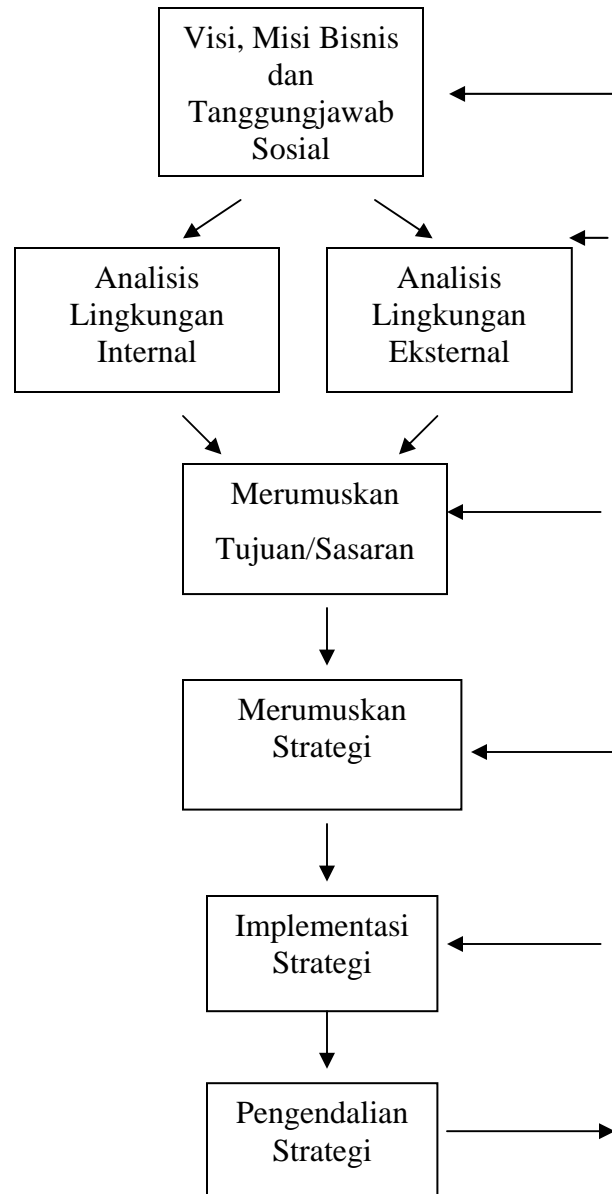 Visi, Misi Bisnis
dan
Tanggungjawab
Sosial
Analisis
Lingkungan
Internal
Analisis
Lingkungan
Eksternal
Merumuskan
Tujuan/Sasaran
Merumuskan
Strategi
Implementasi
Strategi
Pengendalian
Strategi